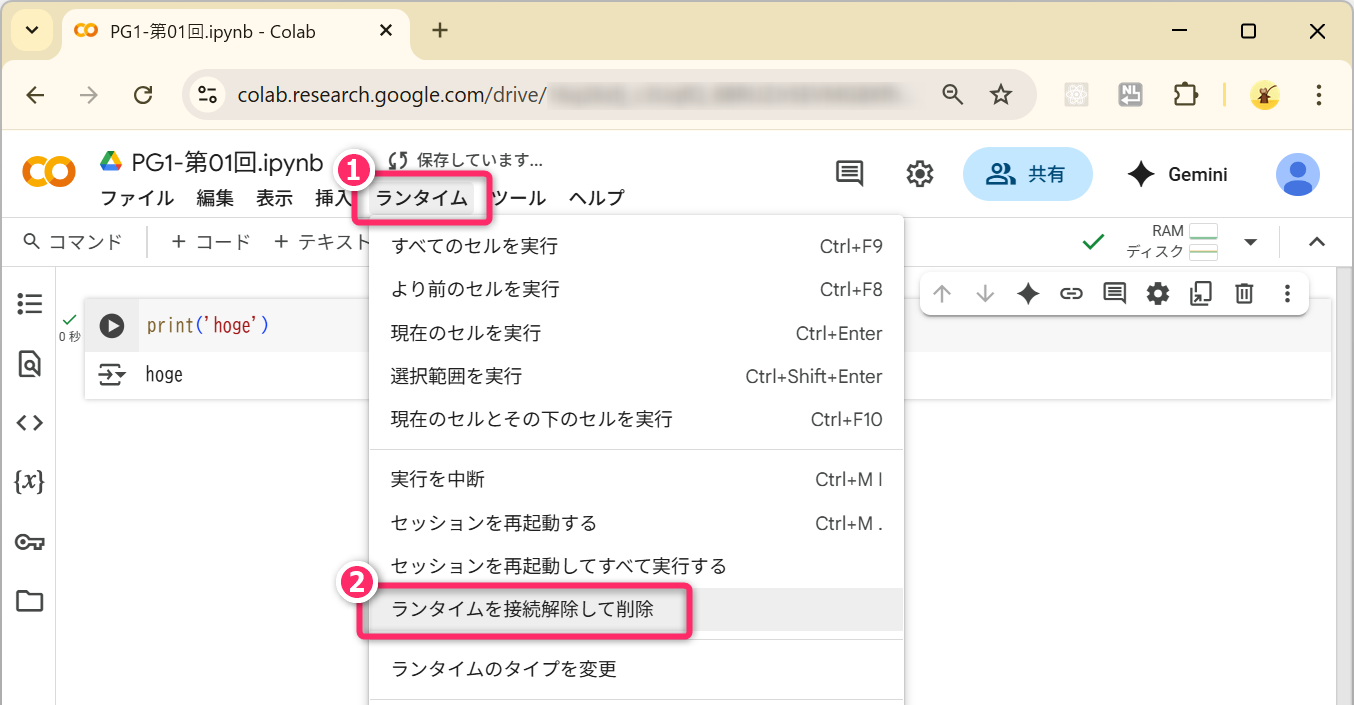 PG1-第01回.ipynb - Colab
colab.research.google.com/drive/
PG1-第01回.ipynb
保存しています...
1
ファイル 編集 表示 挿入 ランタイム ツール ヘルプ
共有
Gemini
コマンド + コード + テキスト
RAM
ディスク
すべてのセルを実行 Ctrl+F9
より前のセルを実行 Ctrl+F8
現在のセルを実行 Ctrl+Enter
選択範囲を実行 Ctrl+Shift+Enter
現在のセルとその下のセルを実行 Ctrl+F10
実行を中断 Ctrl+M I
セッションを再起動する Ctrl+M .
セッションを再起動してすべて実行する
2
ランタイムを接続解除して削除
ランタイムのタイプを変更
0 秒
print('hoge')
hoge
{x}
NL